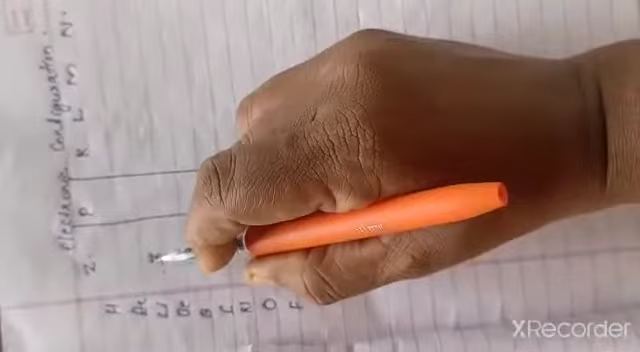 Electronic Configuration.
Z P K L M N.
H
He
Li
Be
B
C
N
O
F
XRecorder